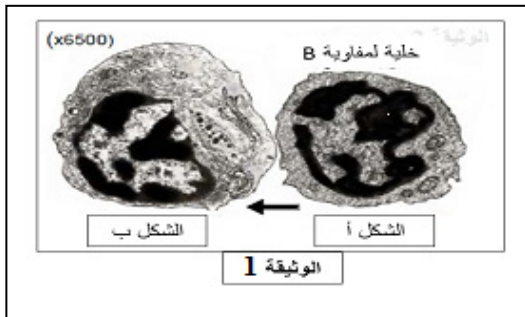 (x6500)
خلية لمفاوية B
الشكل أ
الشكل ب
الوثيقة 1